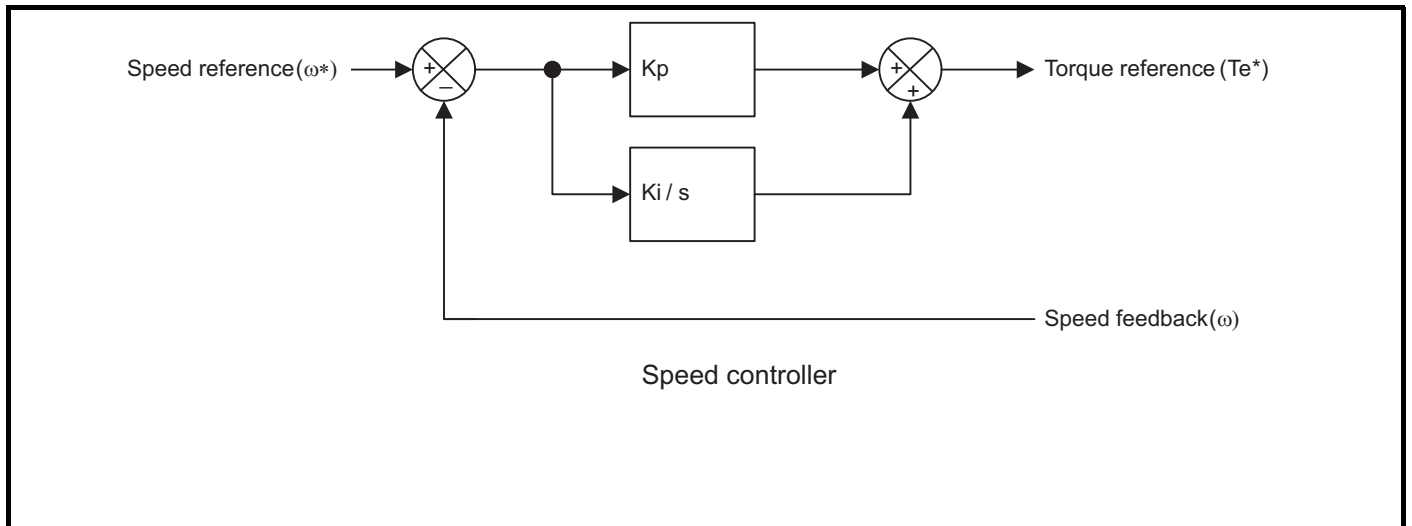 Speed reference(ω*)
+
−
Kp
+
+
Torque reference (Te*)
Ki / s
Speed feedback(ω)
Speed controller